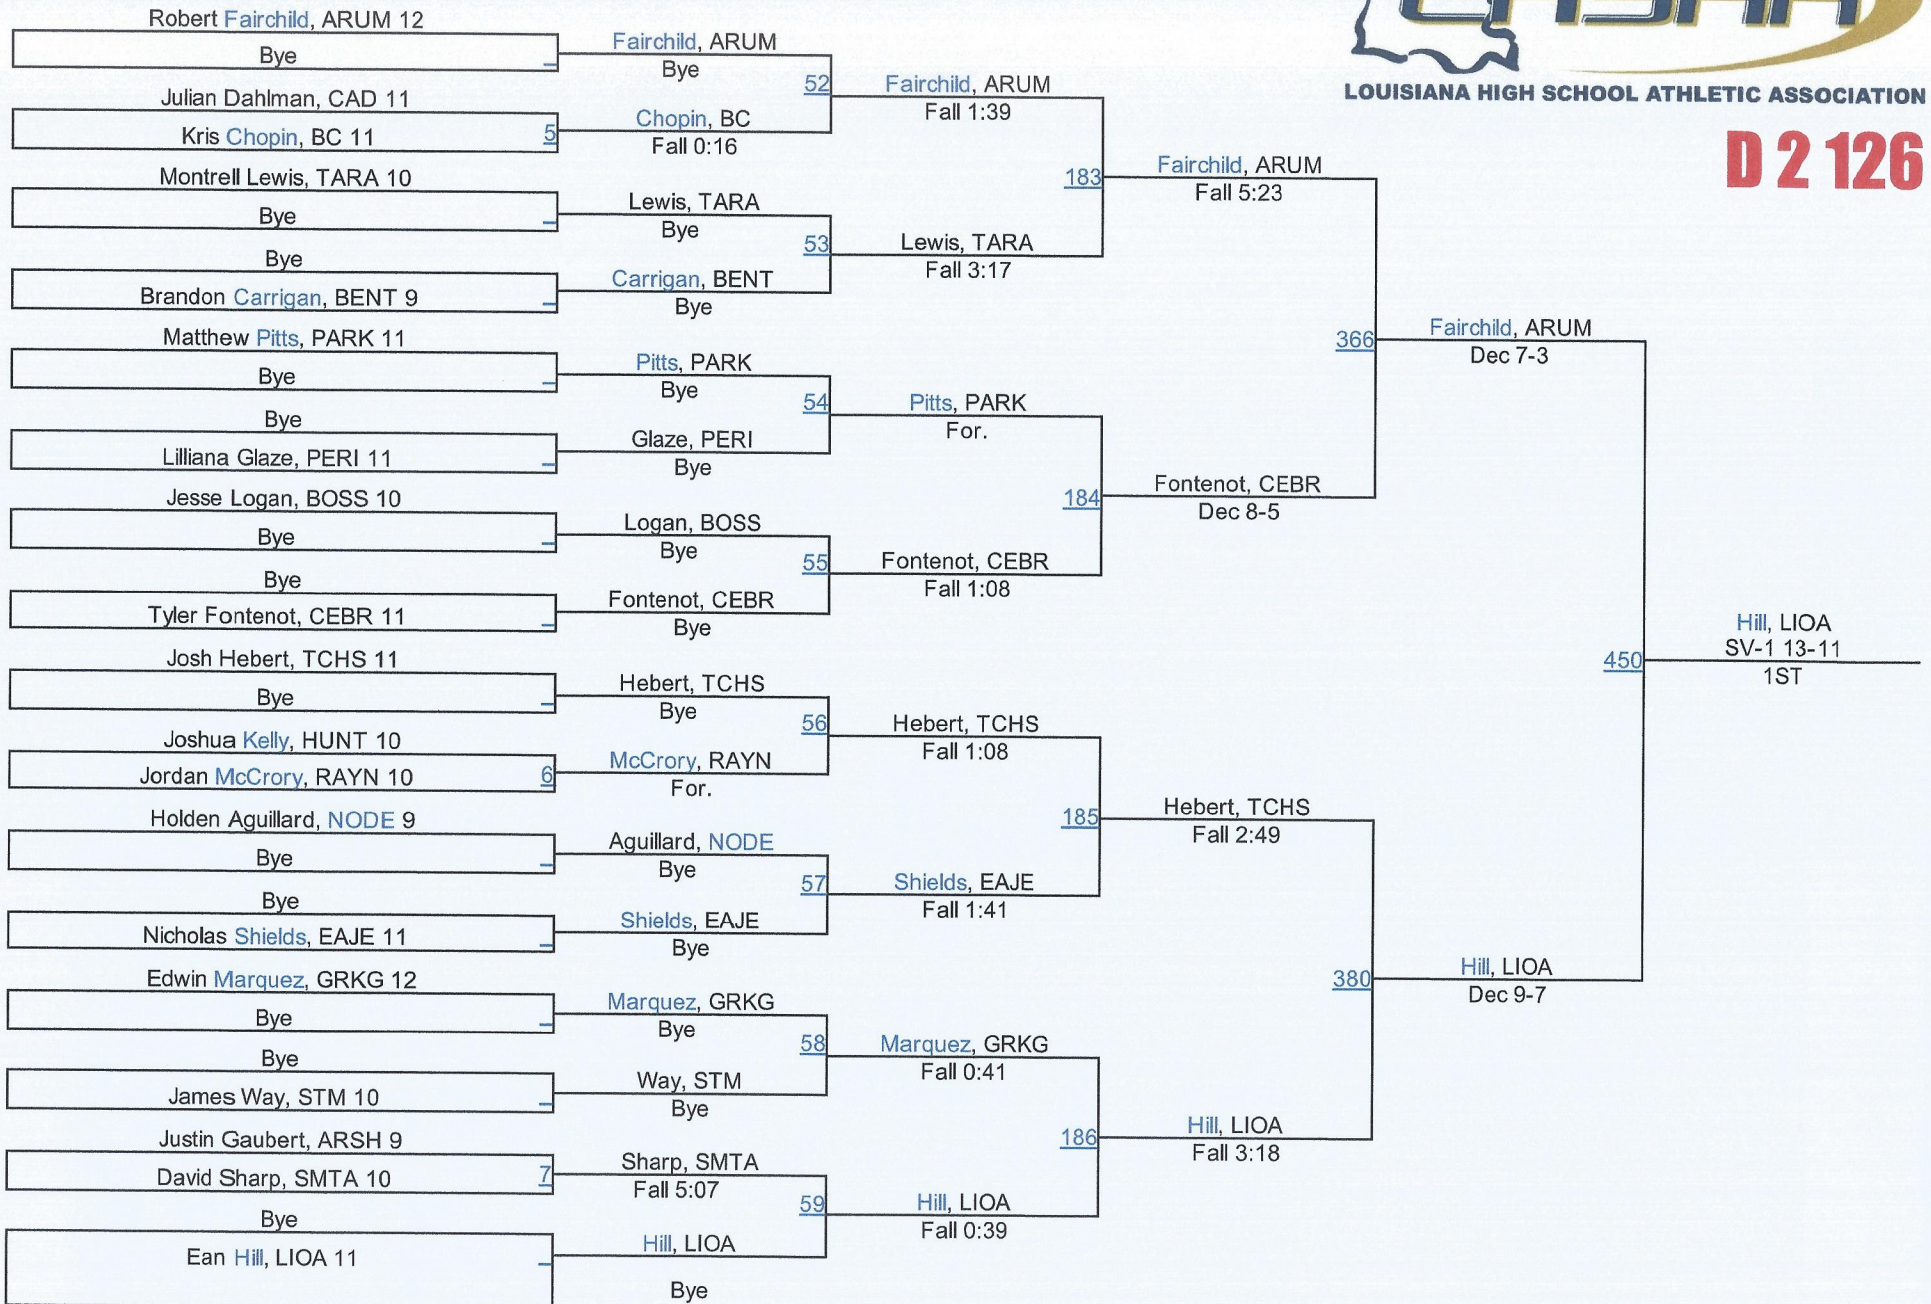 LOUISIANA HIGH SCHOOL ATHLETIC ASSOCIATION
D 2 126
Robert Fairchild, ARUM 12
Bye
Julian Dahlman, CAD 11
Kris Chopin, BC 11
5
Montrell Lewis, TARA 10
Bye
Bye
Brandon Carrigan, BENT 9
Matthew Pitts, PARK 11
Bye
Bye
Lilliana Glaze, PERI 11
Jesse Logan, BOSS 10
Bye
Bye
Tyler Fontenot, CEBR 11
Josh Hebert, TCHS 11
Bye
Joshua Kelly, HUNT 10
Jordan McCrory, RAYN 10
6
Holden Aguillard, NODE 9
Bye
Bye
Nicholas Shields, EAJE 11
Edwin Marquez, GRKG 12
Bye
Bye
James Way, STM 10
Justin Gaubert, ARSH 9
David Sharp, SMTA 10
7
Bye
Ean Hill, LIOA 11
Fairchild, ARUM
Bye
52
Chopin, BC
Fall 0:16
Lewis, TARA
Bye
53
Carrigan, BENT
Bye
Pitts, PARK
Bye
54
Glaze, PERI
Bye
Logan, BOSS
Bye
55
Fontenot, CEBR
Bye
Hebert, TCHS
Bye
56
McCrory, RAYN
For.
Aguillard, NODE
Bye
57
Shields, EAJE
Bye
Marquez, GRKG
Bye
58
Way, STM
Bye
Sharp, SMTA
Fall 5:07
59
Hill, LIOA
Bye
Fairchild, ARUM
Fall 1:39
183
Lewis, TARA
Fall 3:17
Pitts, PARK
For.
184
Fontenot, CEBR
Fall 1:08
Hebert, TCHS
Fall 1:08
185
Shields, EAJE
Fall 1:41
Marquez, GRKG
Fall 0:41
186
Hill, LIOA
Fall 0:39
Fairchild, ARUM
Fall 5:23
366
Fontenot, CEBR
Dec 8-5
Hebert, TCHS
Fall 2:49
380
Hill, LIOA
Fall 3:18
Fairchild, ARUM
Dec 7-3
450
Hill, LIOA
Dec 9-7
Hill, LIOA
SV-1 13-11
1ST